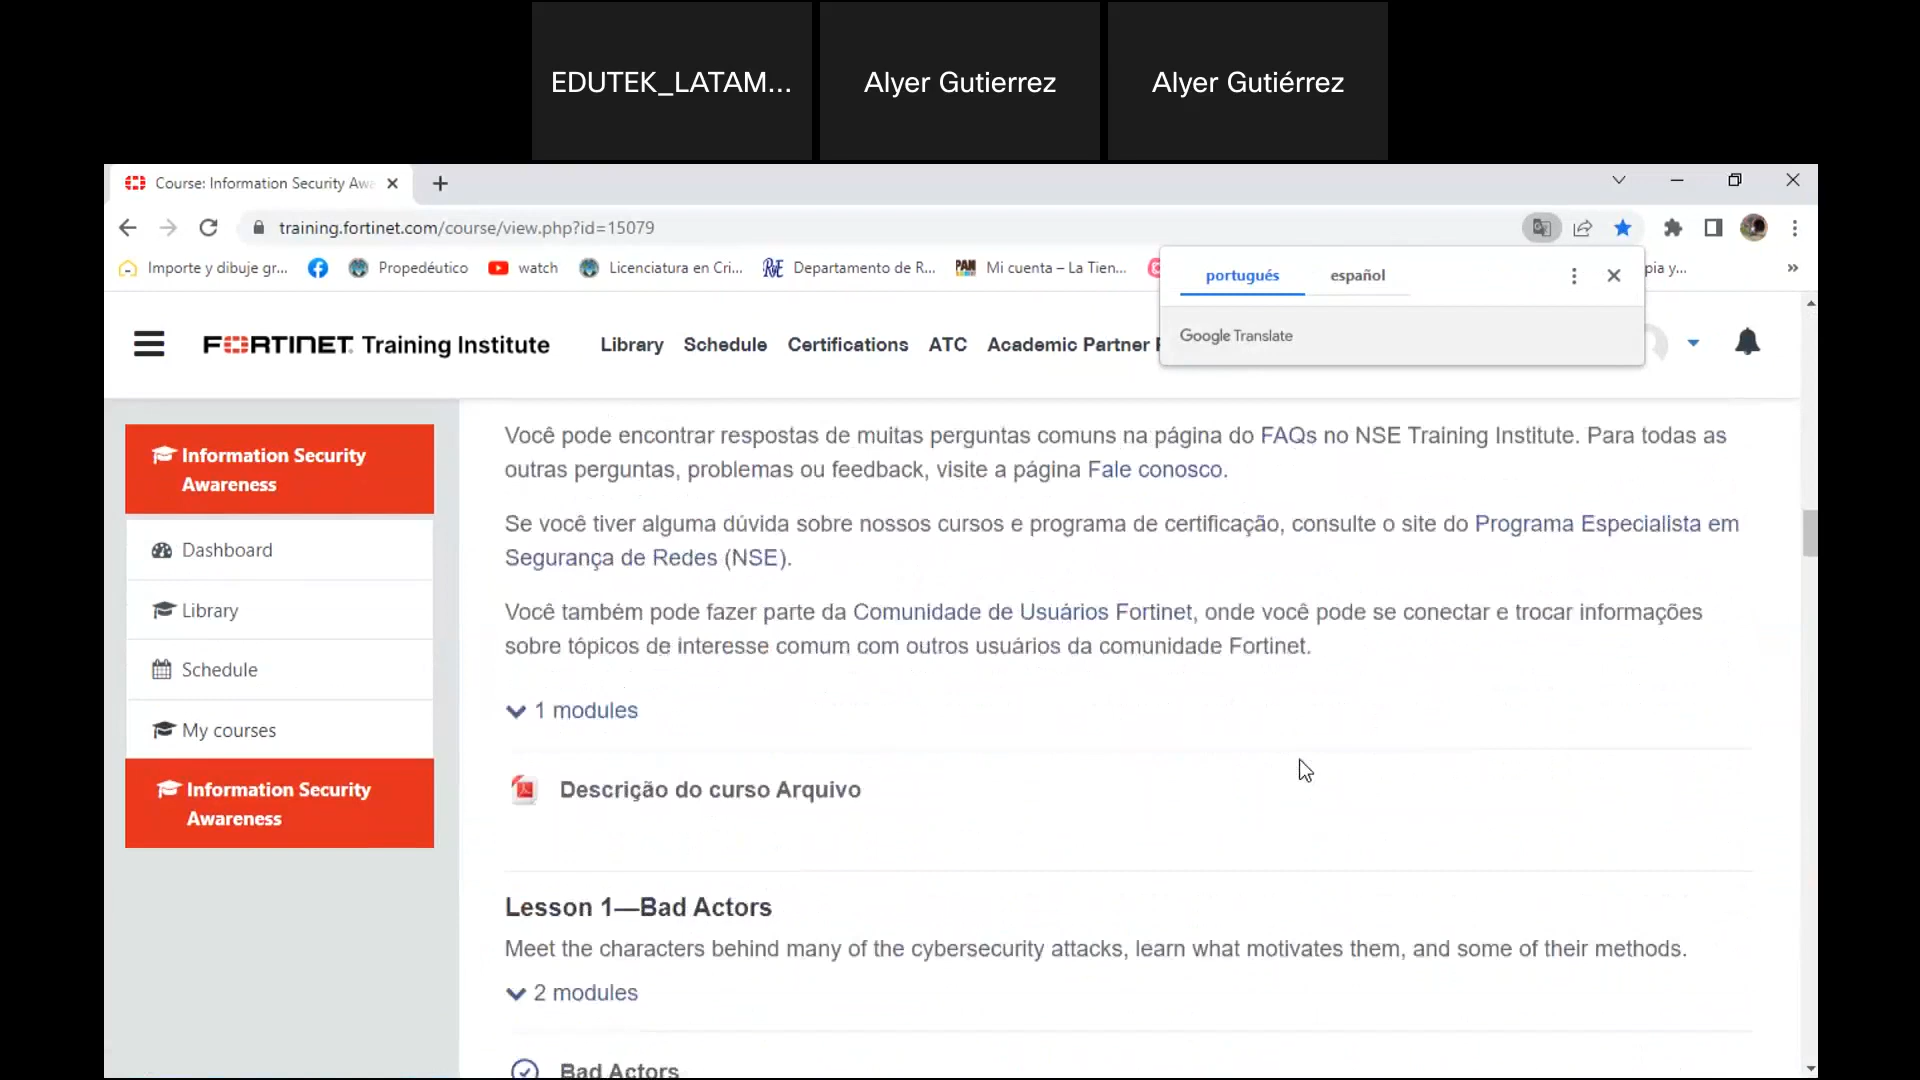 EDUTEK_LATAM...
Alyer Gutierrez
Alyer Gutiérrez
Course: Information Security Awa
training.fortinet.com/course/view.php?id=15079
Importe y dibuje gr...
Propedéutico
watch
Licenciatura en Cri...
Departamento de R...
Mi cuenta – La Tien...
pia y...
»
portugués
español
Google Translate
FORTINET Training Institute
Library
Schedule
Certifications
ATC
Academic Partner
Information Security
Awareness
Dashboard
Library
Schedule
My courses
Information Security
Awareness
Você pode encontrar respostas de muitas perguntas comuns na página do FAQs no NSE Training Institute. Para todas as
outras perguntas, problemas ou feedback, visite a página Fale conosco.
Se você tiver alguma dúvida sobre nossos cursos e programa de certificação, consulte o site do Programa Especialista em
Segurança de Redes (NSE).
Você também pode fazer parte da Comunidade de Usuários Fortinet, onde você pode se conectar e trocar informações
sobre tópicos de interesse comum com outros usuários da comunidade Fortinet.
1 modules
Descrição do curso Arquivo
Lesson 1—Bad Actors
Meet the characters behind many of the cybersecurity attacks, learn what motivates them, and some of their methods.
2 modules
Bad Actors